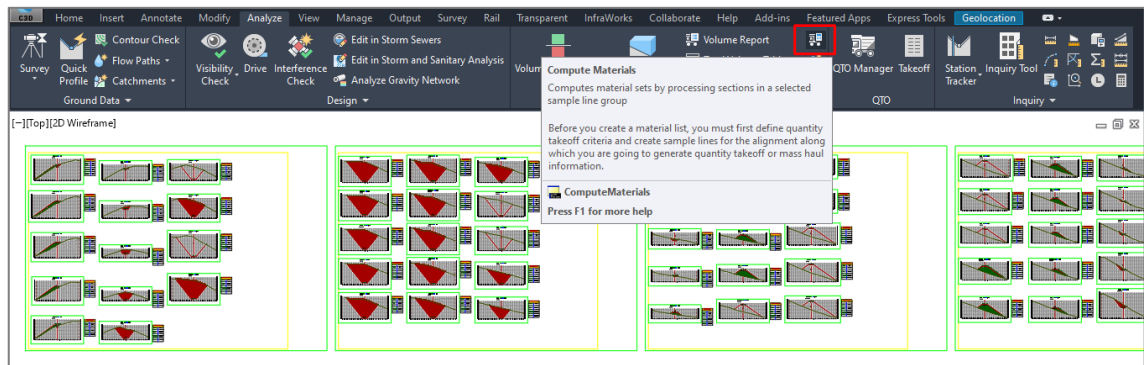 C3D Home Insert Annotate Modify Analyze View Manage Output Survey Rail Transparent InfraWorks Collaborate Help Add-ins Featured Apps Express Tools Geolocation
Survey
Quick
Profile
Contour Check
Flow Paths
Catchments
Ground Data
Visibility
Check
Drive
Interference
Check
Edit in Storm Sewers
Edit in Storm and Sanitary Analysis
Analyze Gravity Network
Design
Volume Report
QTO Manager
Takeoff
QTO
Station
Tracker
Inquiry Tool
Inquiry
Compute Materials
Computes material sets by processing sections in a selected
sample line group
Before you create a material list, you must first define quantity
takeoff criteria and create sample lines for the alignment along
which you are going to generate quantity takeoff or mass haul
information.
ComputeMaterials
Press F1 for more help
[-][Top][2D Wireframe]